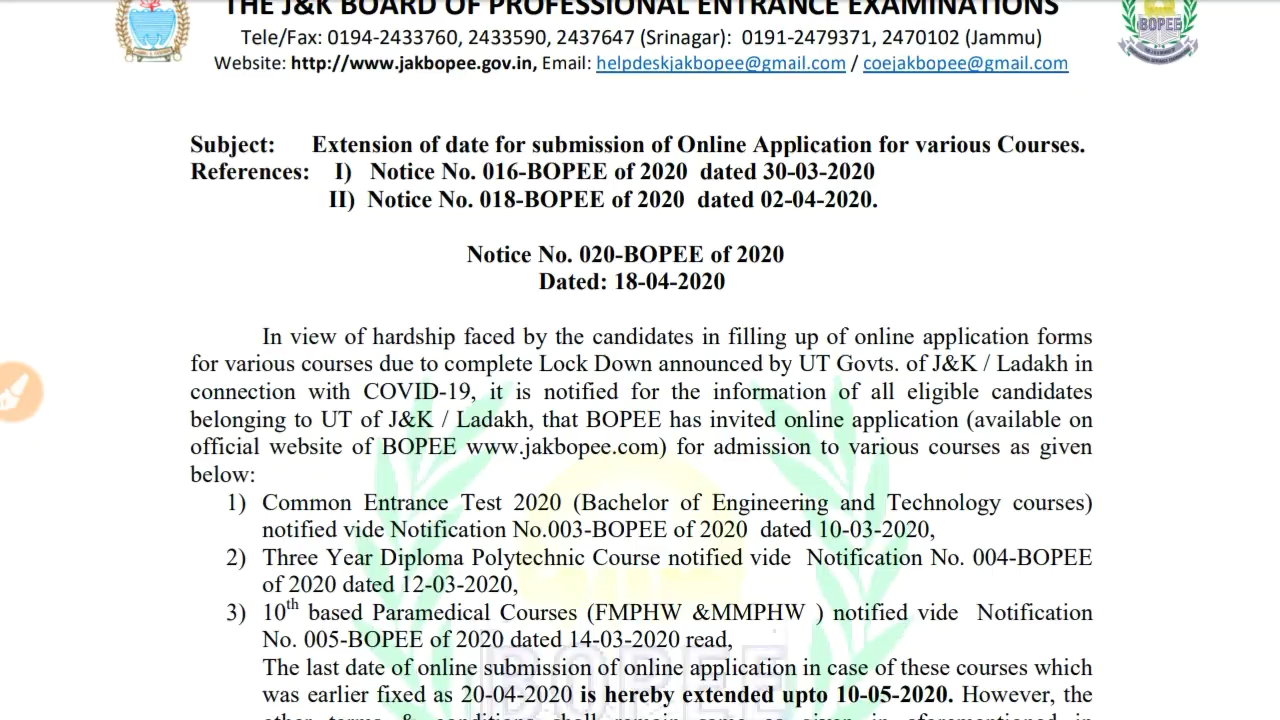 THE J&K BOARD OF PROFESSIONAL ENTRANCE EXAMINATIONS
Tele/Fax: 0194-2433760, 2433590, 2437647 (Srinagar): 0191-2479371, 2470102 (Jammu)
Website: http://www.jakbopee.gov.in, Email: helpdeskjakbopee@gmail.com / coejakbopee@gmail.com
BOPEE
Subject: Extension of date for submission of Online Application for various Courses.
References: I) Notice No. 016-BOPEE of 2020 dated 30-03-2020
II) Notice No. 018-BOPEE of 2020 dated 02-04-2020.
Notice No. 020-BOPEE of 2020
Dated: 18-04-2020
In view of hardship faced by the candidates in filling up of online application forms
for various courses due to complete Lock Down announced by UT Govts. of J&K / Ladakh in
connection with COVID-19, it is notified for the information of all eligible candidates
belonging to UT of J&K / Ladakh, that BOPEE has invited online application (available on
official website of BOPEE www.jakbopee.com) for admission to various courses as given
below:
1) Common Entrance Test 2020 (Bachelor of Engineering and Technology courses)
notified vide Notification No.003-BOPEE of 2020 dated 10-03-2020,
2) Three Year Diploma Polytechnic Course notified vide Notification No. 004-BOPEE
of 2020 dated 12-03-2020,
3) 10th based Paramedical Courses (FMPHW &MMPHW ) notified vide Notification
No. 005-BOPEE of 2020 dated 14-03-2020 read,
The last date of online submission of online application in case of these courses which
was earlier fixed as 20-04-2020 is hereby extended upto 10-05-2020. However, the
other terms & conditions shall remain same as given in aforementioned in
BOPEE